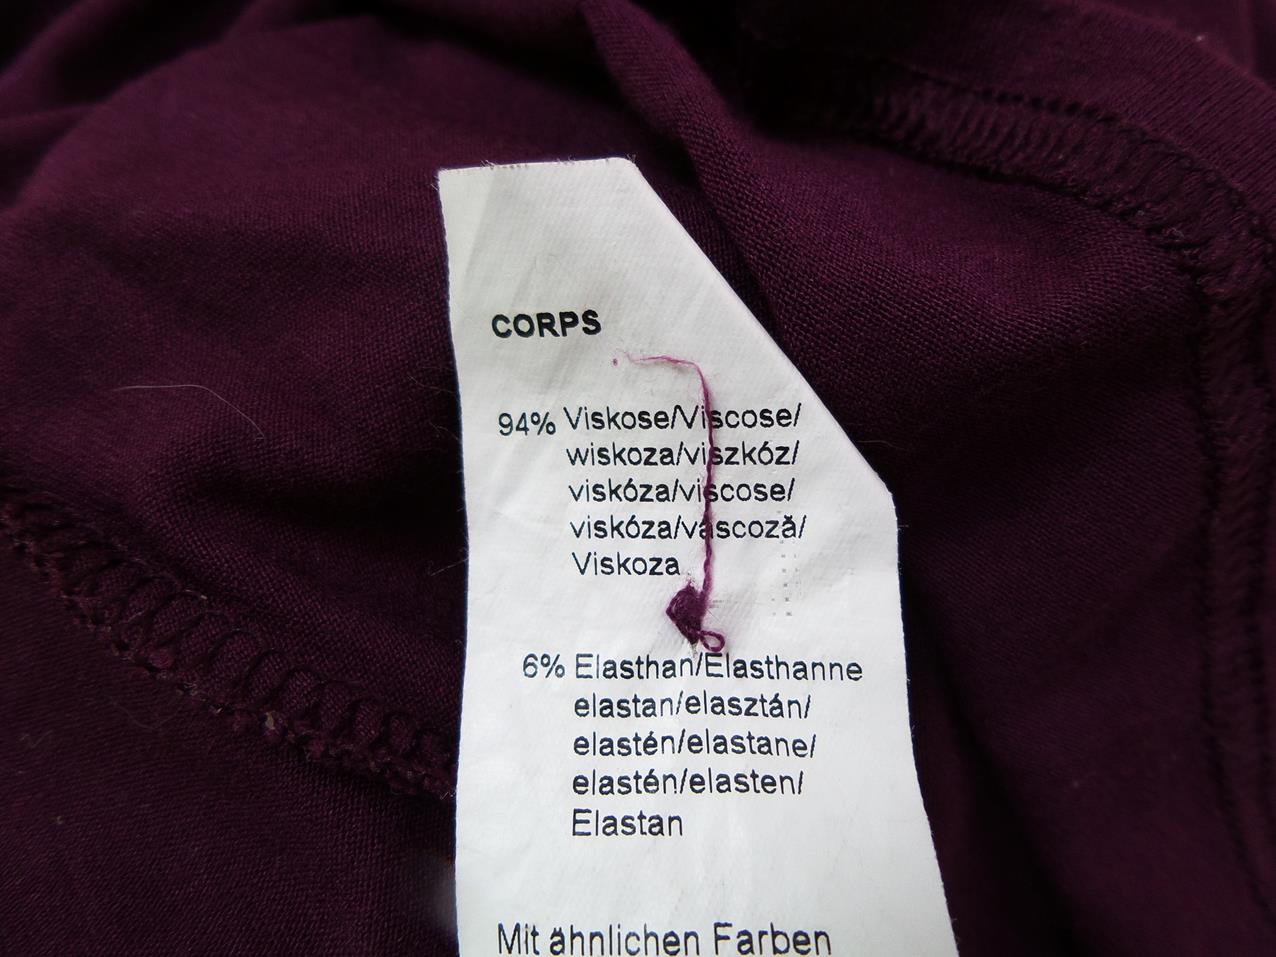 CORPS
94% Viskose/Viscose/
wiskoza/viszkóz/
viskóza/viscose/
viskóza/vâscoză/
Viskoza
6% Elasthan/Elasthanne
elastan/elasztán/
elastén/elastane/
elastén/elasten/
Elastan
Mit ähnlichen Farben